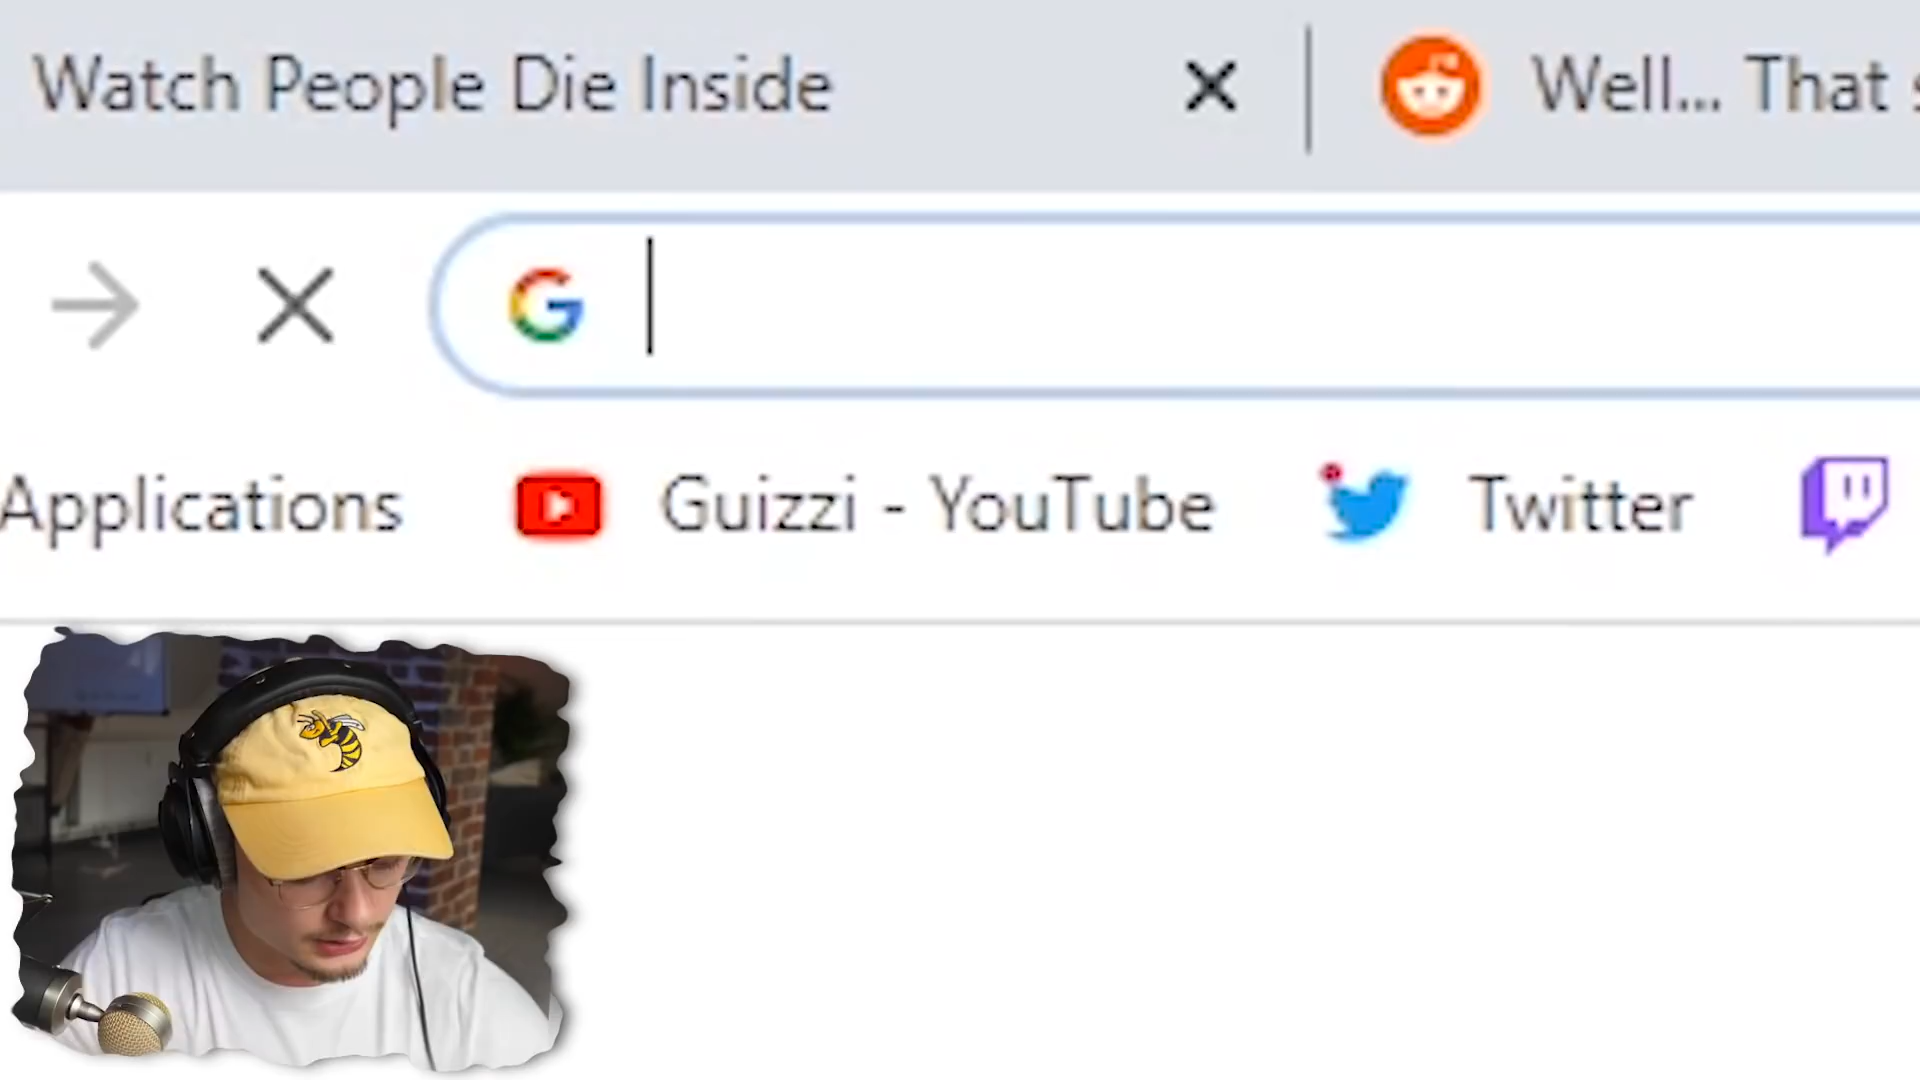 Watch People Die Inside
Well... That
Applications
Guizzi - YouTube
Twitter